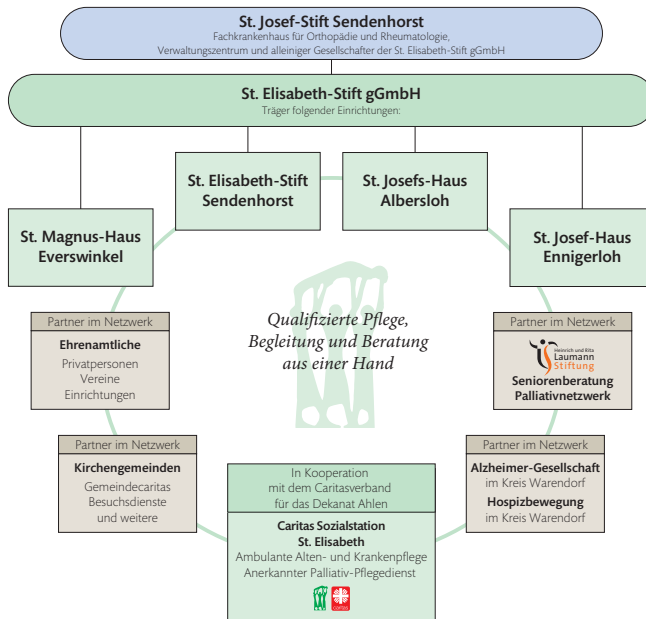 St. Josef-Stift Sendenhorst
Fachkrankenhaus für Orthopädie und Rheumatologie,
Verwaltungszentrum und alleiniger Gesellschafter der St. Elisabeth-Stift gGmbH
St. Elisabeth-Stift gGmbH
Träger folgender Einrichtungen:
St. Elisabeth-Stift
Sendenhorst
St. Josefs-Haus
Albersloh
St. Magnus-Haus
Everswinkel
St. Josef-Haus
Ennigerloh
Qualifizierte Pflege,
Begleitung und Beratung
aus einer Hand
Partner im Netzwerk
Ehrenamtliche
Privatpersonen
Vereine
Einrichtungen
Partner im Netzwerk
Heinrich und Rita
Laumann
Stiftung
Seniorenberatung
Palliativnetzwerk
Partner im Netzwerk
Kirchengemeinden
Gemeindecaritas
Besuchsdienste
und weitere
Partner im Netzwerk
Alzheimer-Gesellschaft
im Kreis Warendorf
Hospizbewegung
im Kreis Warendorf
In Kooperation
mit dem Caritasverband
für das Dekanat Ahlen
Caritas Sozialstation
St. Elisabeth
Ambulante Alten- und Krankenpflege
Anerkannter Palliativ-Pflegedienst
caritas